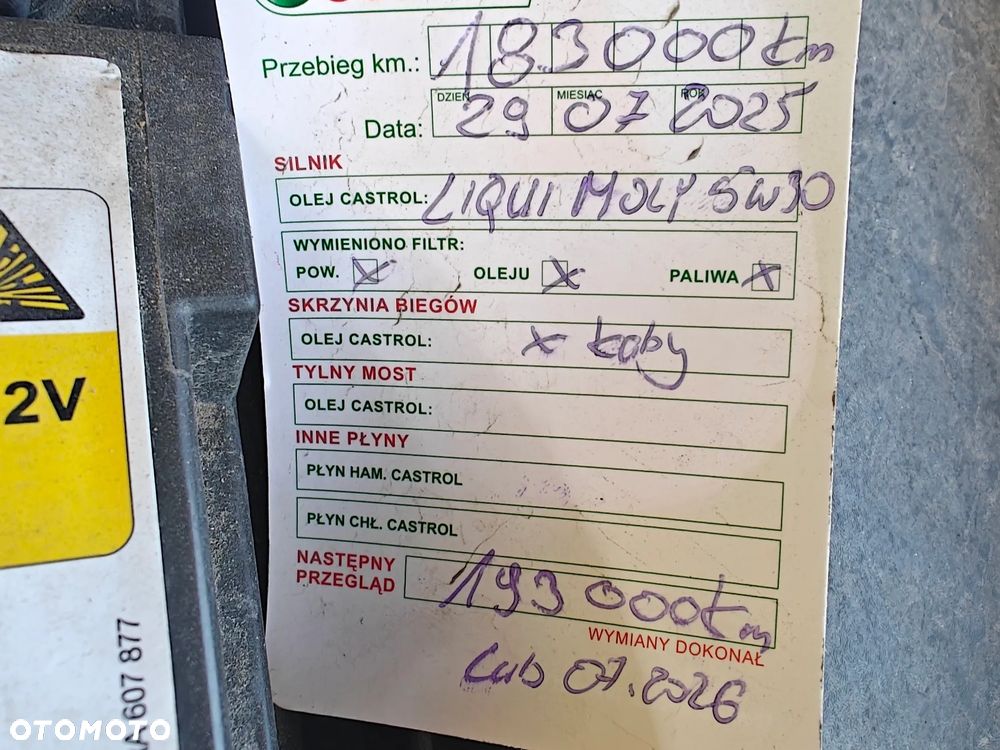 Przebieg km.: 183000km
DZIEŃ MIESIĄC ROK
Data: 29 07 2025
SILNIK
OLEJ CASTROL: LIQUI MOLY 5W30
WYMIENIONO FILTR:
POW. X OLEJU X PALIWA X
SKRZYNIA BIEGÓW
OLEJ CASTROL: x
TYLNY MOST
OLEJ CASTROL:
INNE PŁYNY
PŁYN HAM. CASTROL
PŁYN CHŁ. CASTROL
NASTĘPNY
PRZEGLĄD 193000km
WYMIANY DOKONAŁ
Lub 07.2026
2V
A 607 877
OTOMOTO